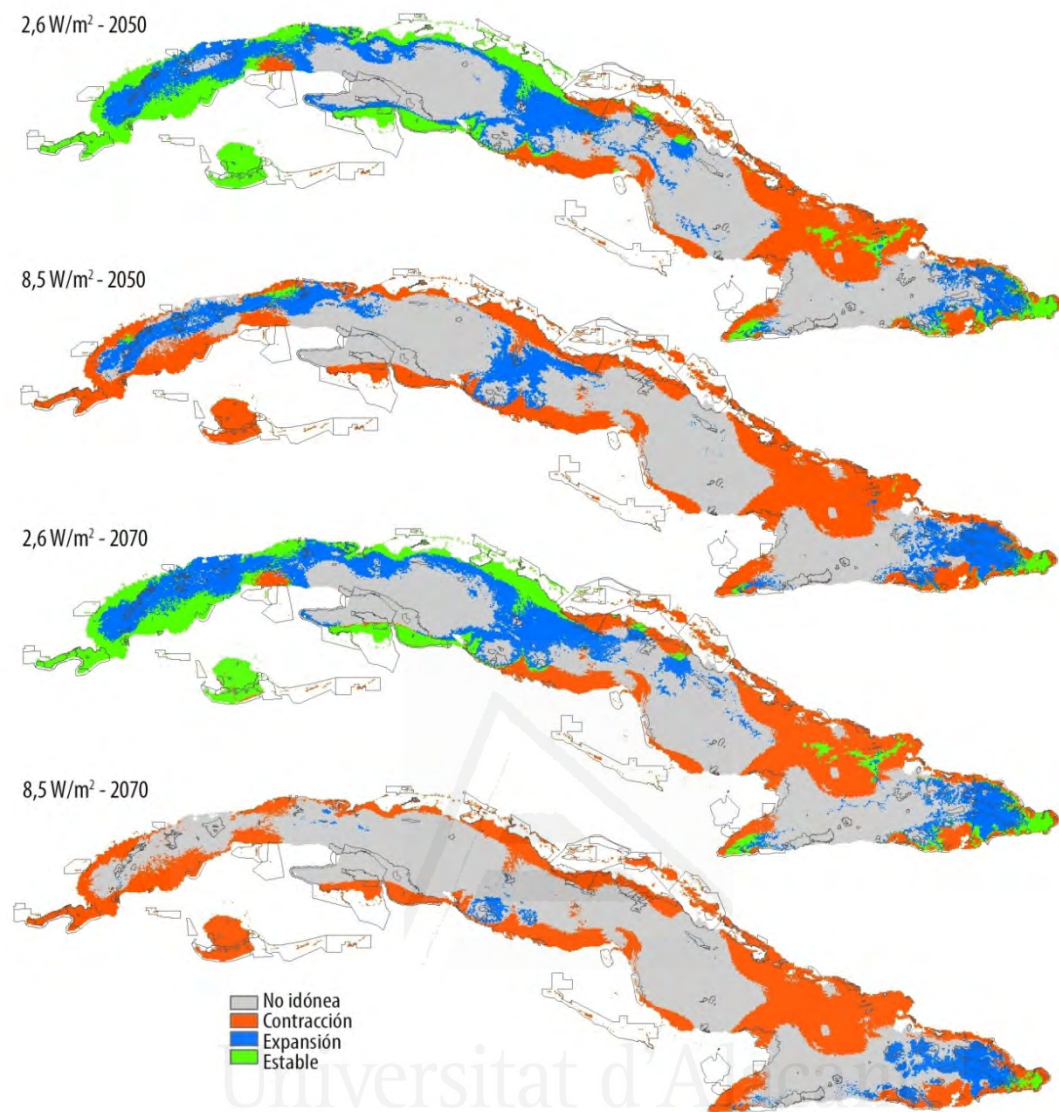 2,6 W/m² - 2050
8,5 W/m² - 2050
2,6 W/m² - 2070
8,5 W/m² - 2070
No idónea
Contracción
Expansión
Estable
Universitat d'Alacan